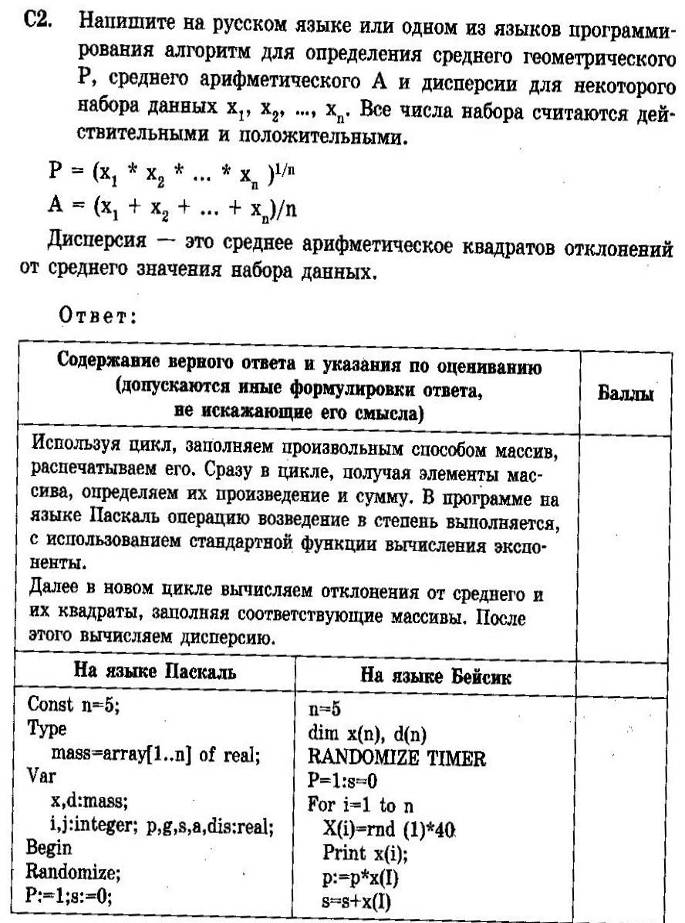 С2. Напишите на русском языке или одном из языков программи-
рования алгоритм для определения среднего геометрического
P, среднего арифметического A и дисперсии для некоторого
набора данных x₁, x₂, ..., xₙ. Все числа набора считаются дей-
ствительными и положительными.
P = (x₁ * x₂ * ... * xₙ )¹/ⁿ
A = (x₁ + x₂ + ... + xₙ)/n
Дисперсия — это среднее арифметическое квадратов отклонений
от среднего значения набора данных.
Ответ:
Содержание верного ответа и указания по оцениванию
(допускаются иные формулировки ответа,
не искажающие его смысла)
Баллы
Используя цикл, заполняем произвольным способом массив,
распечатываем его. Сразу в цикле, получая элементы мас-
сива, определяем их произведение и сумму. В программе на
языке Паскаль операцию возведение в степень выполняется,
с использованием стандартной функции вычисления экспо-
ненты.
Далее в новом цикле вычисляем отклонения от среднего и
их квадраты, заполняя соответствующие массивы. После
этого вычисляем дисперсию.
На языке Паскаль
Const n=5;
Type
mass=array[1..n] of real;
Var
x,d:mass;
i,j:integer; p,g,s,a,dis:real;
Begin
Randomize;
P:=1;s:=0;
На языке Бейсик
n=5
dim x(n), d(n)
RANDOMIZE TIMER
P=1:s=0
For i=1 to n
X(i)=rnd (1)*40
Print x(i);
p:=p*x(I)
s=s+x(I)